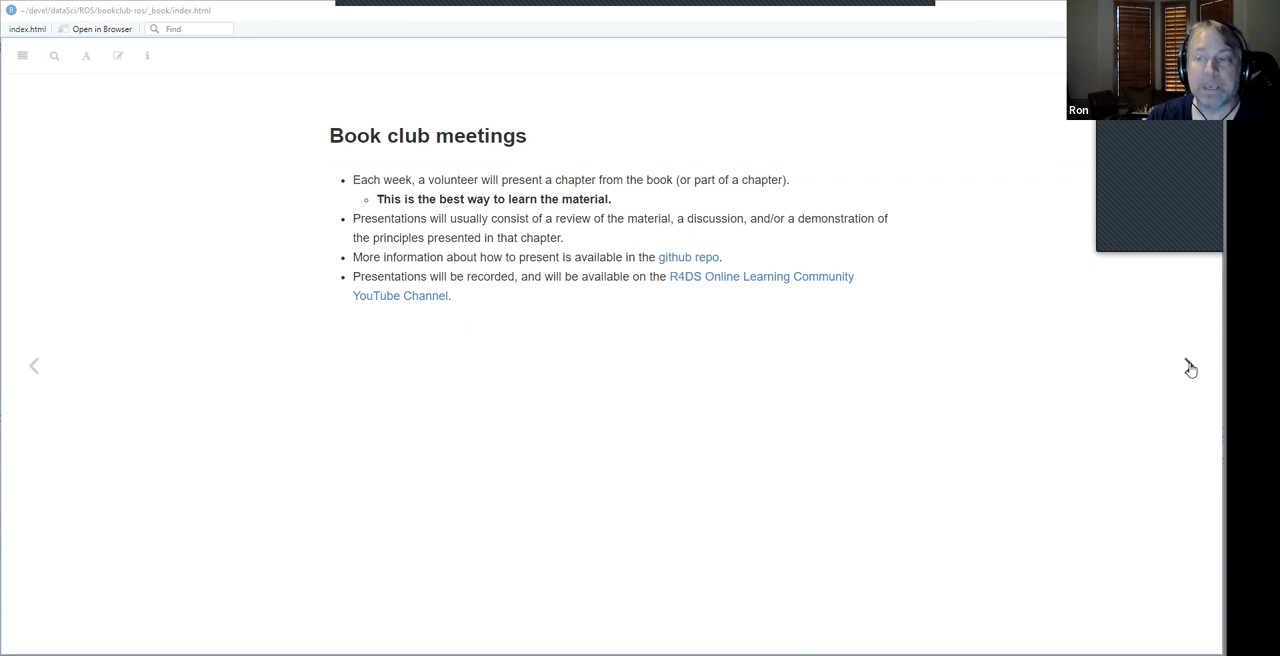 ~/devel/dataSci/ROS/bookclub-ros/_book/index.html
index.html Open in Browser Find
Ron
Book club meetings
Each week, a volunteer will present a chapter from the book (or part of a chapter).
This is the best way to learn the material.
Presentations will usually consist of a review of the material, a discussion, and/or a demonstration of
the principles presented in that chapter.
More information about how to present is available in the github repo.
Presentations will be recorded, and will be available on the R4DS Online Learning Community
YouTube Channel.